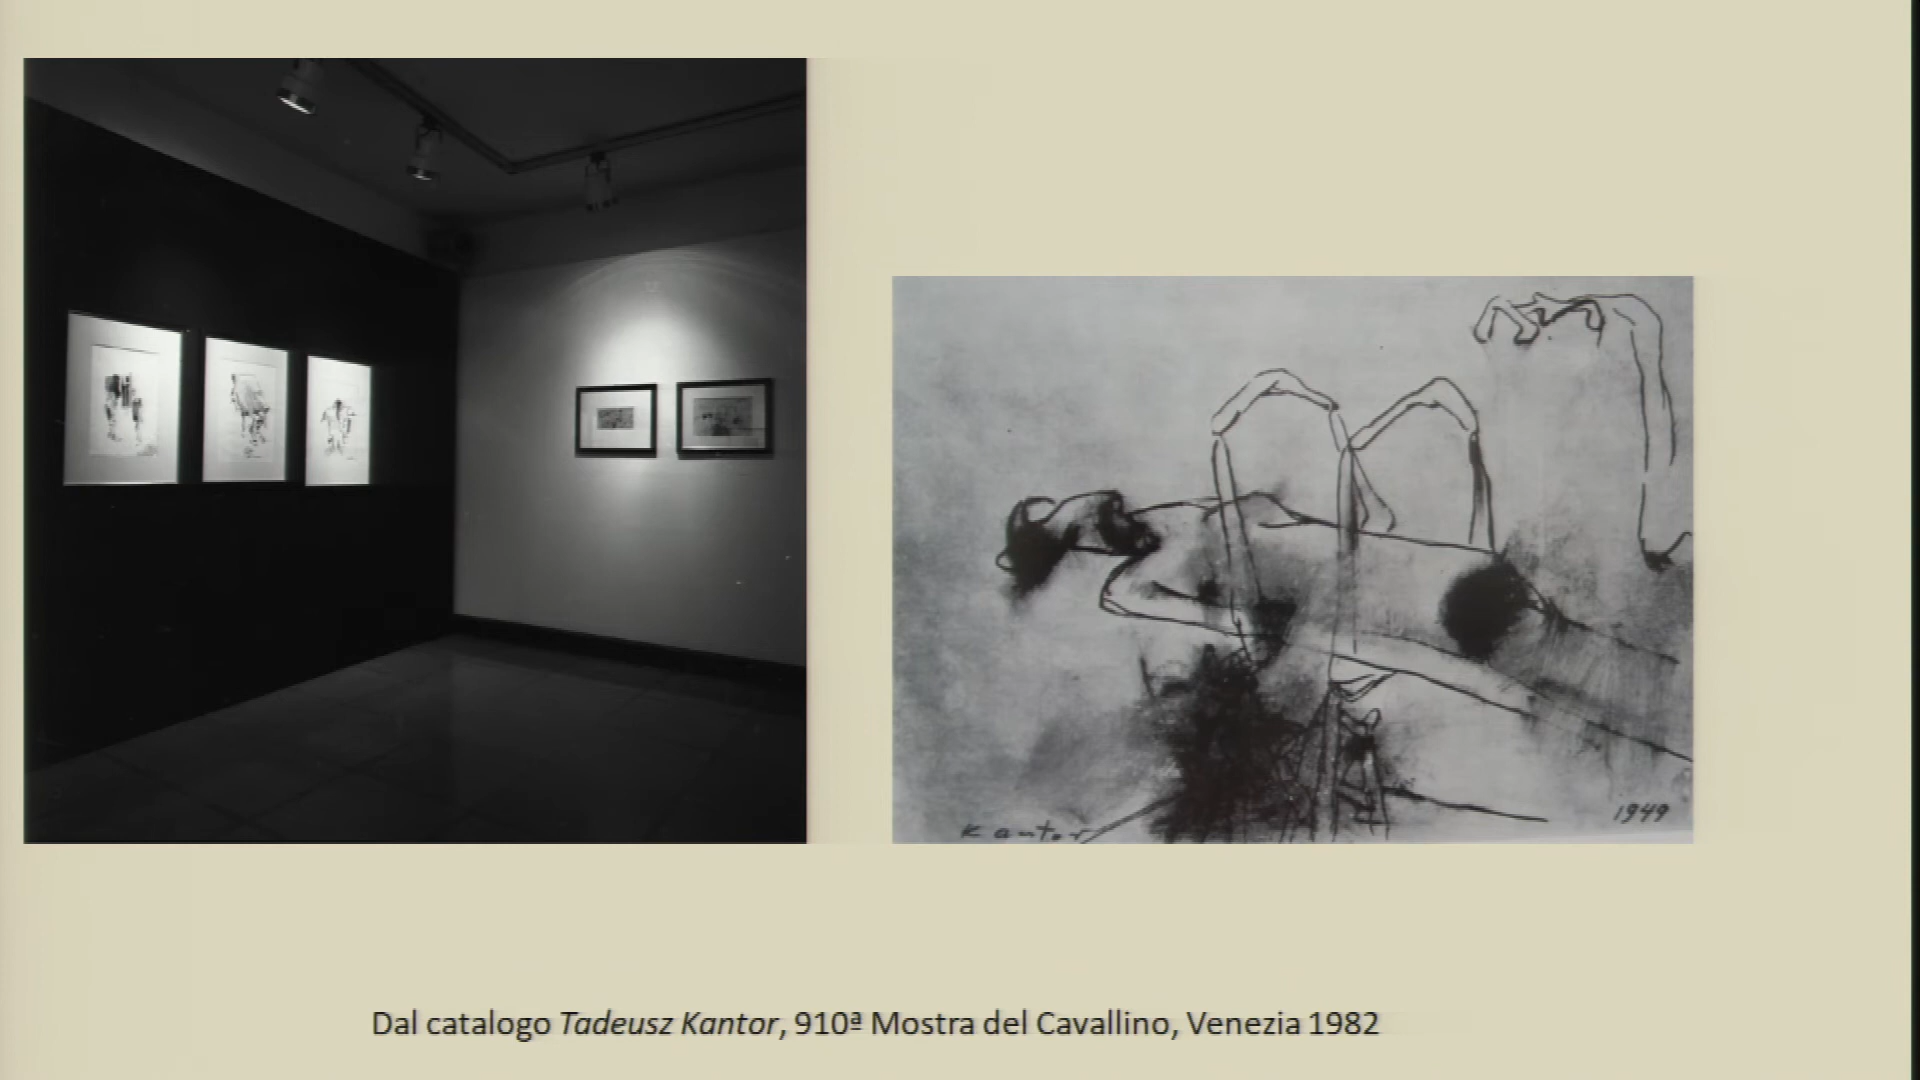 Kantor
1949
Dal catalogo Tadeusz Kantor, 910ª Mostra del Cavallino, Venezia 1982